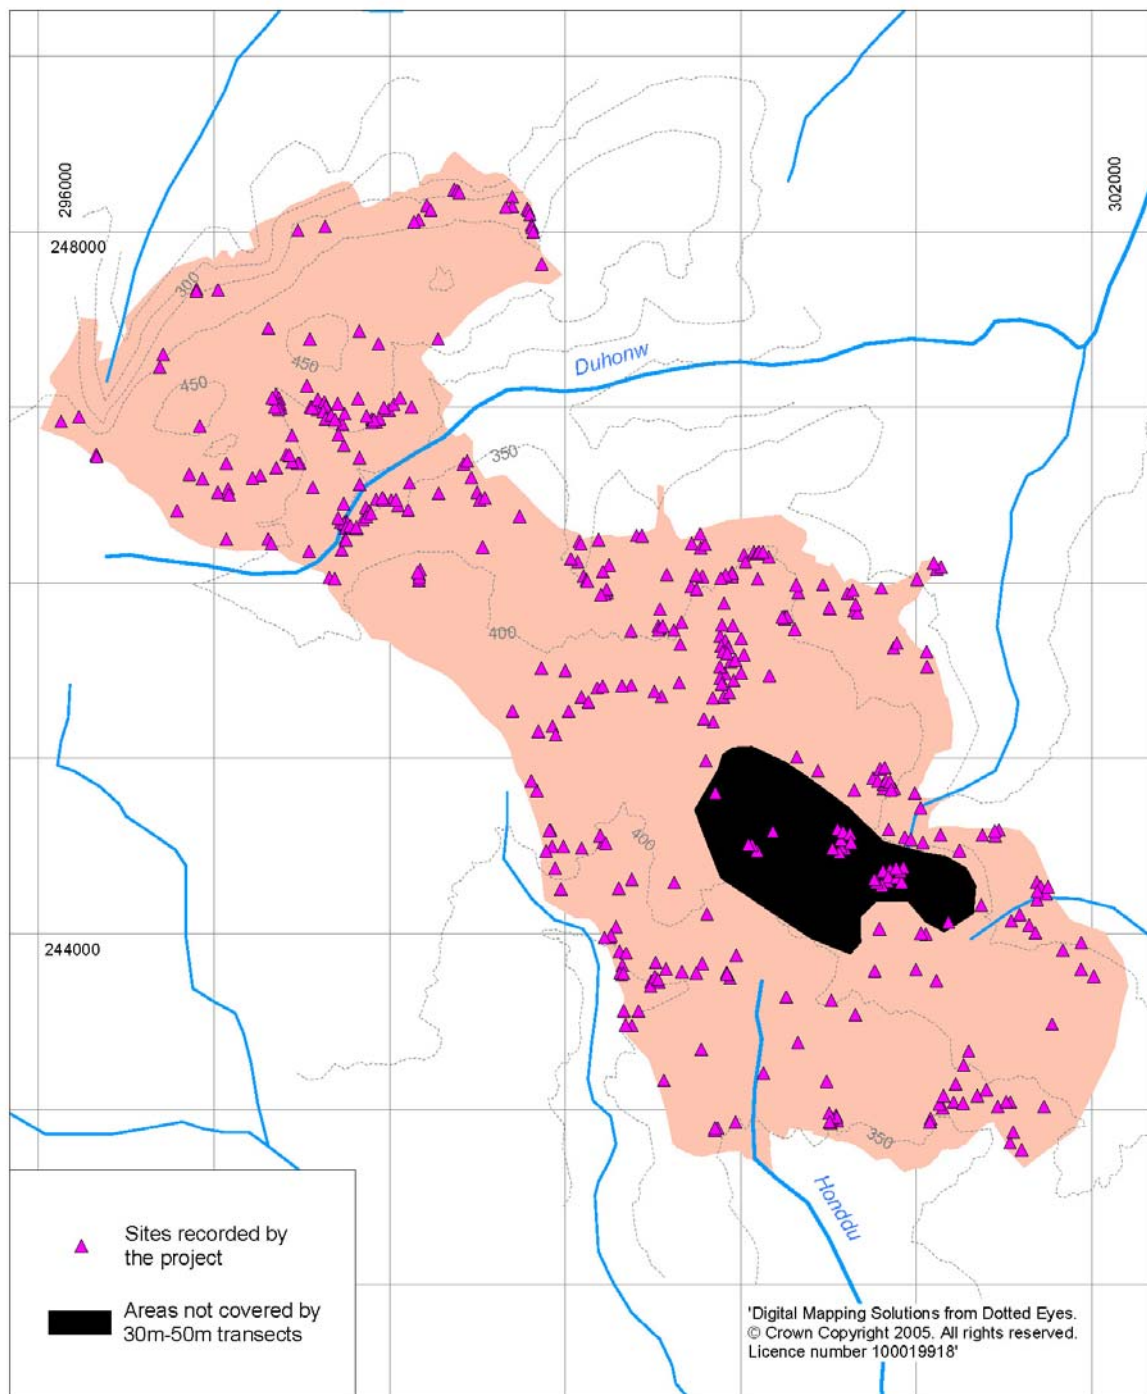 296000
302000
248000
300
Duhonw
450
450
350
400
400
244000
350
Honddu
Sites recorded by
the project
Areas not covered by
30m-50m transects
'Digital Mapping Solutions from Dotted Eyes.
© Crown Copyright 2005. All rights reserved.
Licence number 100019918'